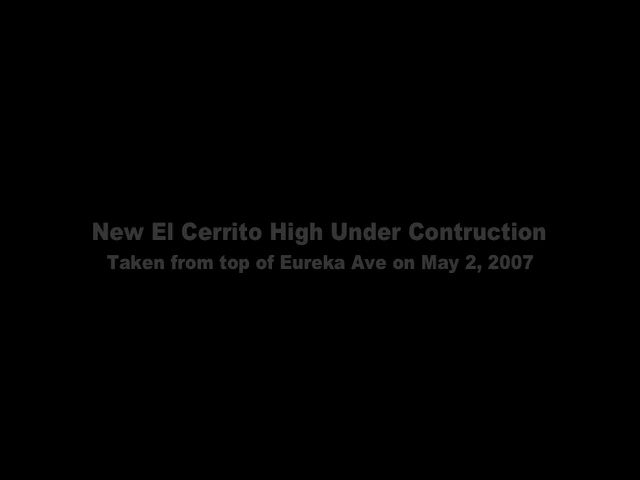 New El Cerrito High Under Contruction
Taken from top of Eureka Ave on May 2, 2007